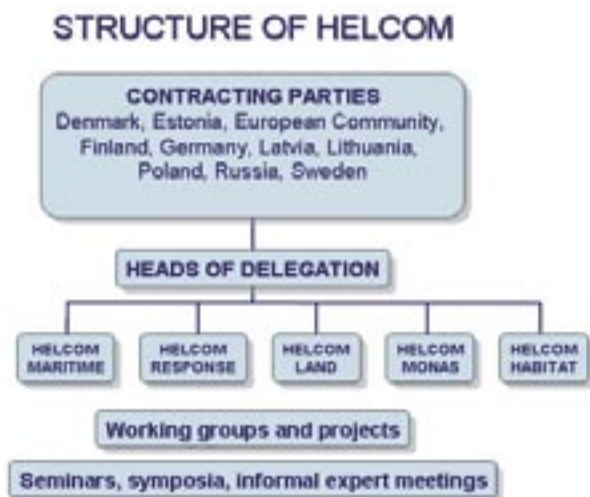 STRUCTURE OF HELCOM
CONTRACTING PARTIES
Denmark, Estonia, European Community,
Finland, Germany, Latvia, Lithuania,
Poland, Russia, Sweden
HEADS OF DELEGATION
HELCOM
MARITIME
HELCOM
RESPONSE
HELCOM
LAND
HELCOM
MONAS
HELCOM
HABITAT
Working groups and projects
Seminars, symposia, informal expert meetings